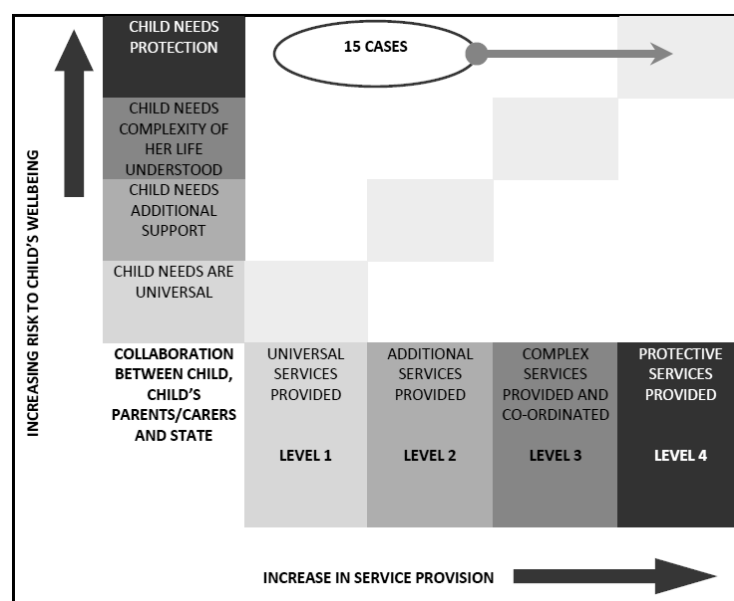 CHILD NEEDS
PROTECTION
15 CASES
CHILD NEEDS
COMPLEXITY OF
HER LIFE
UNDERSTOOD
CHILD NEEDS
ADDITIONAL
SUPPORT
CHILD NEEDS ARE
UNIVERSAL
INCREASING RISK TO CHILD'S WELLBEING
COLLABORATION
BETWEEN CHILD,
CHILD'S
PARENTS/CARERS
AND STATE
UNIVERSAL
SERVICES
PROVIDED
LEVEL 1
ADDITIONAL
SERVICES
PROVIDED
LEVEL 2
COMPLEX
SERVICES
PROVIDED AND
CO-ORDINATED
LEVEL 3
PROTECTIVE
SERVICES
PROVIDED
LEVEL 4
INCREASE IN SERVICE PROVISION